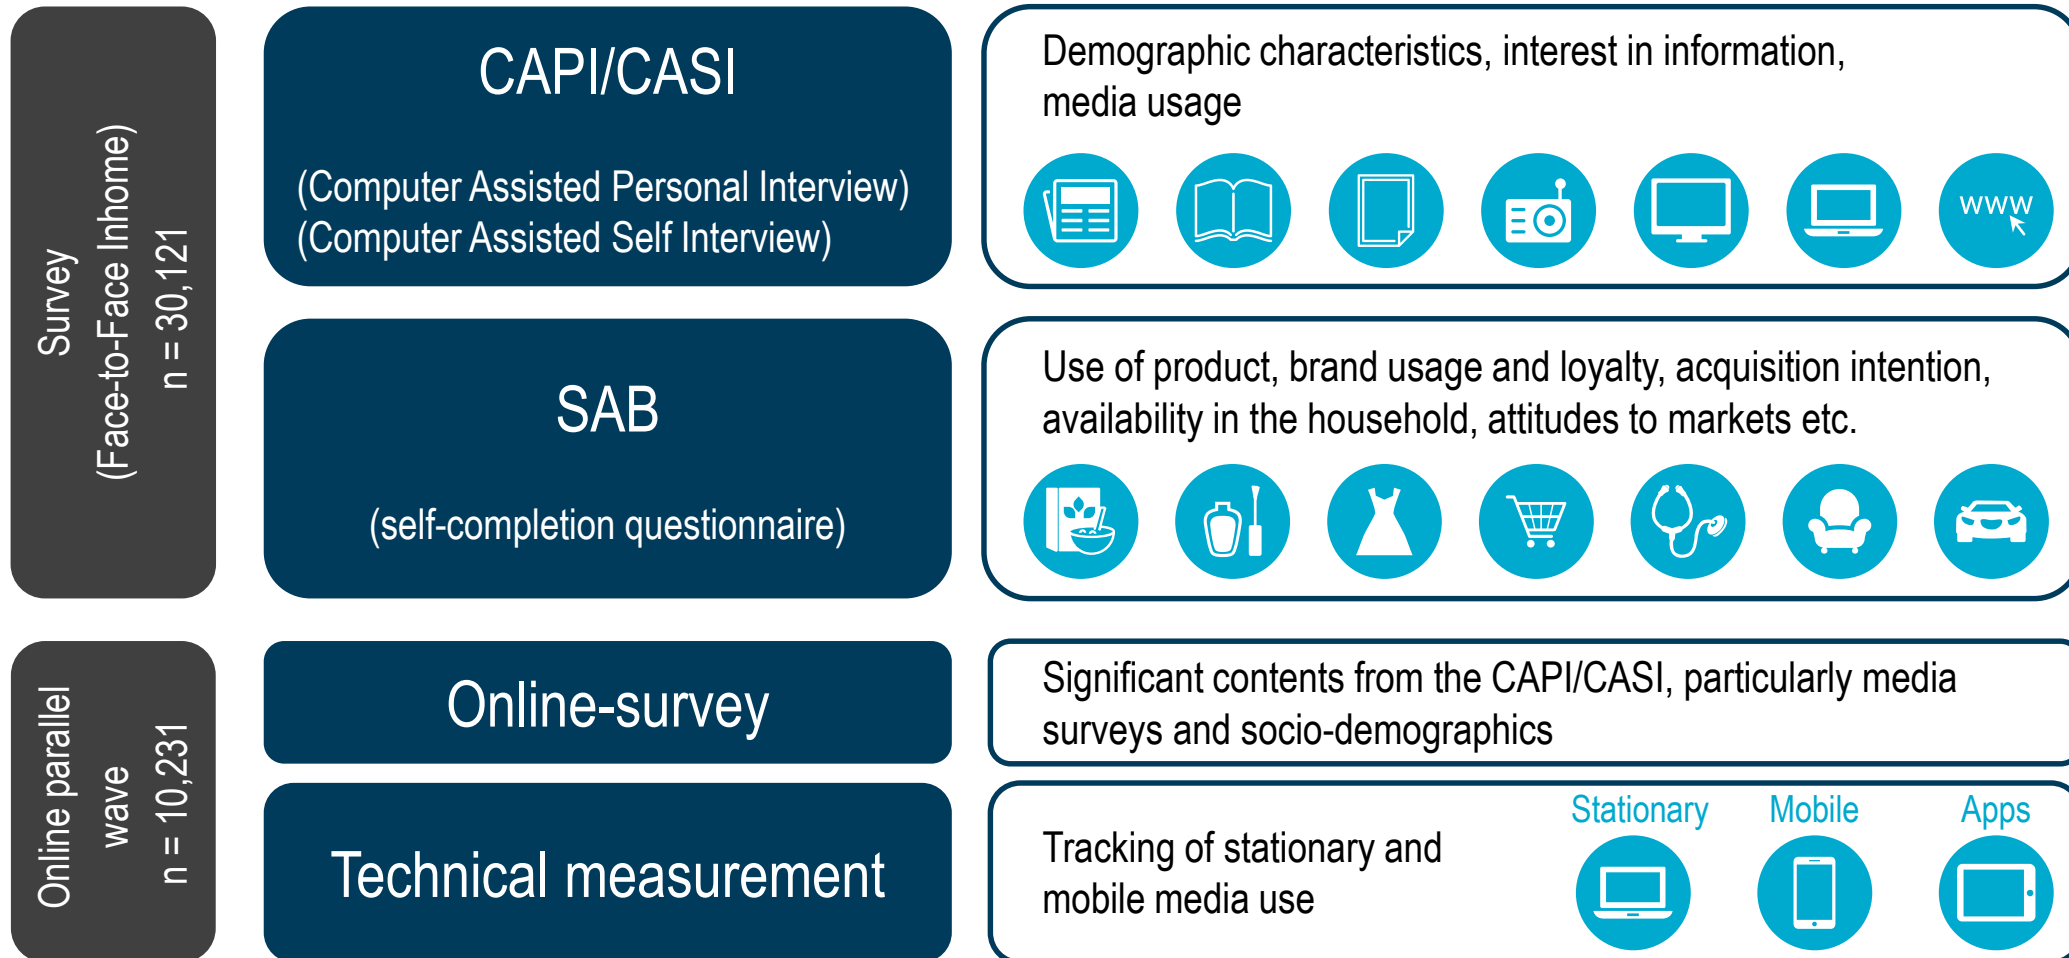 Survey
(Face-to-Face Inhome)
n = 30,121
CAPI/CASI
(Computer Assisted Personal Interview)
(Computer Assisted Self Interview)
Demographic characteristics, interest in information,
media usage
www
SAB
(self-completion questionnaire)
Use of product, brand usage and loyalty, acquisition intention,
availability in the household, attitudes to markets etc.
Online parallel
wave
n = 10,231
Online-survey
Significant contents from the CAPI/CASI, particularly media
surveys and socio-demographics
Technical measurement
Tracking of stationary and
mobile media use
Stationary
Mobile
Apps